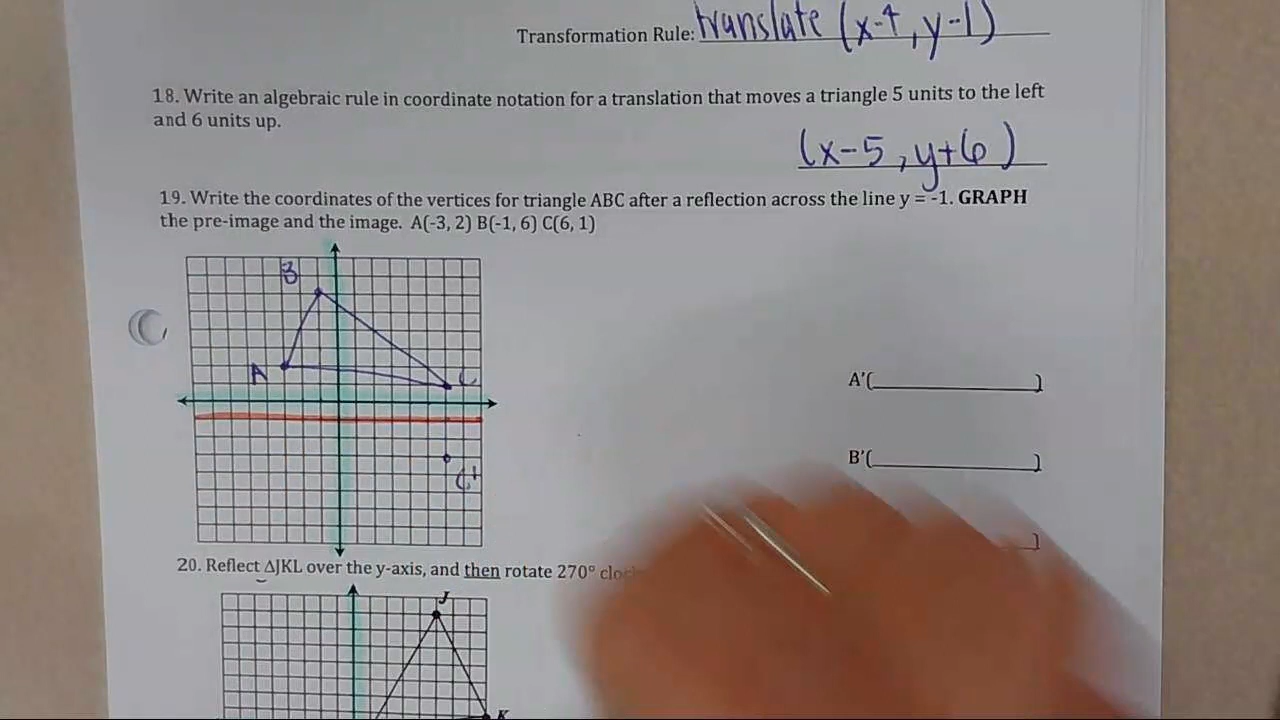 Transformation Rule: translate (x-4, y-1)
18. Write an algebraic rule in coordinate notation for a translation that moves a triangle 5 units to the left
and 6 units up.
(x-5, y+6)
19. Write the coordinates of the vertices for triangle ABC after a reflection across the line y = -1. GRAPH
the pre-image and the image. A(-3, 2) B(-1, 6) C(6, 1)
B
A
C
A'(____________)
B'(____________)
C'
)
20. Reflect ΔJKL over the y-axis, and then rotate 270°
J
K